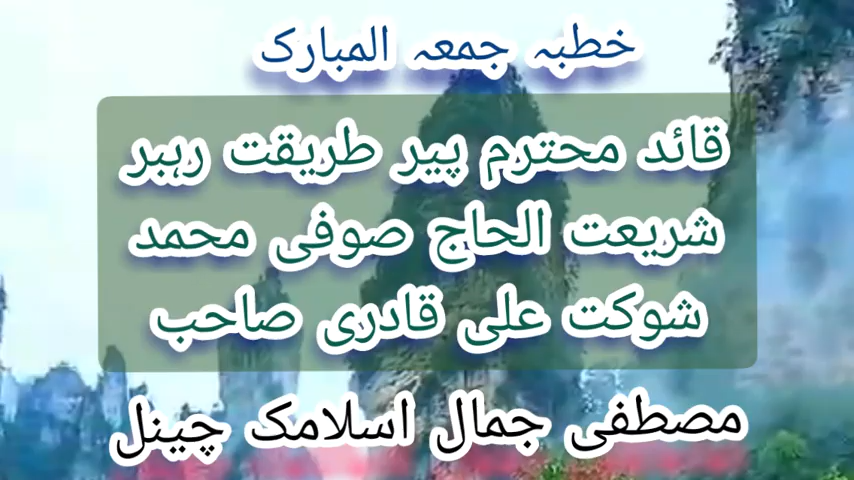 خطبہ جمعہ المبارک
قائد محترم پیر طریقت رہبر
شریعت الحاج صوفی محمد
شوکت علی قادری صاحب
مصطفی جمال اسلامک چینل